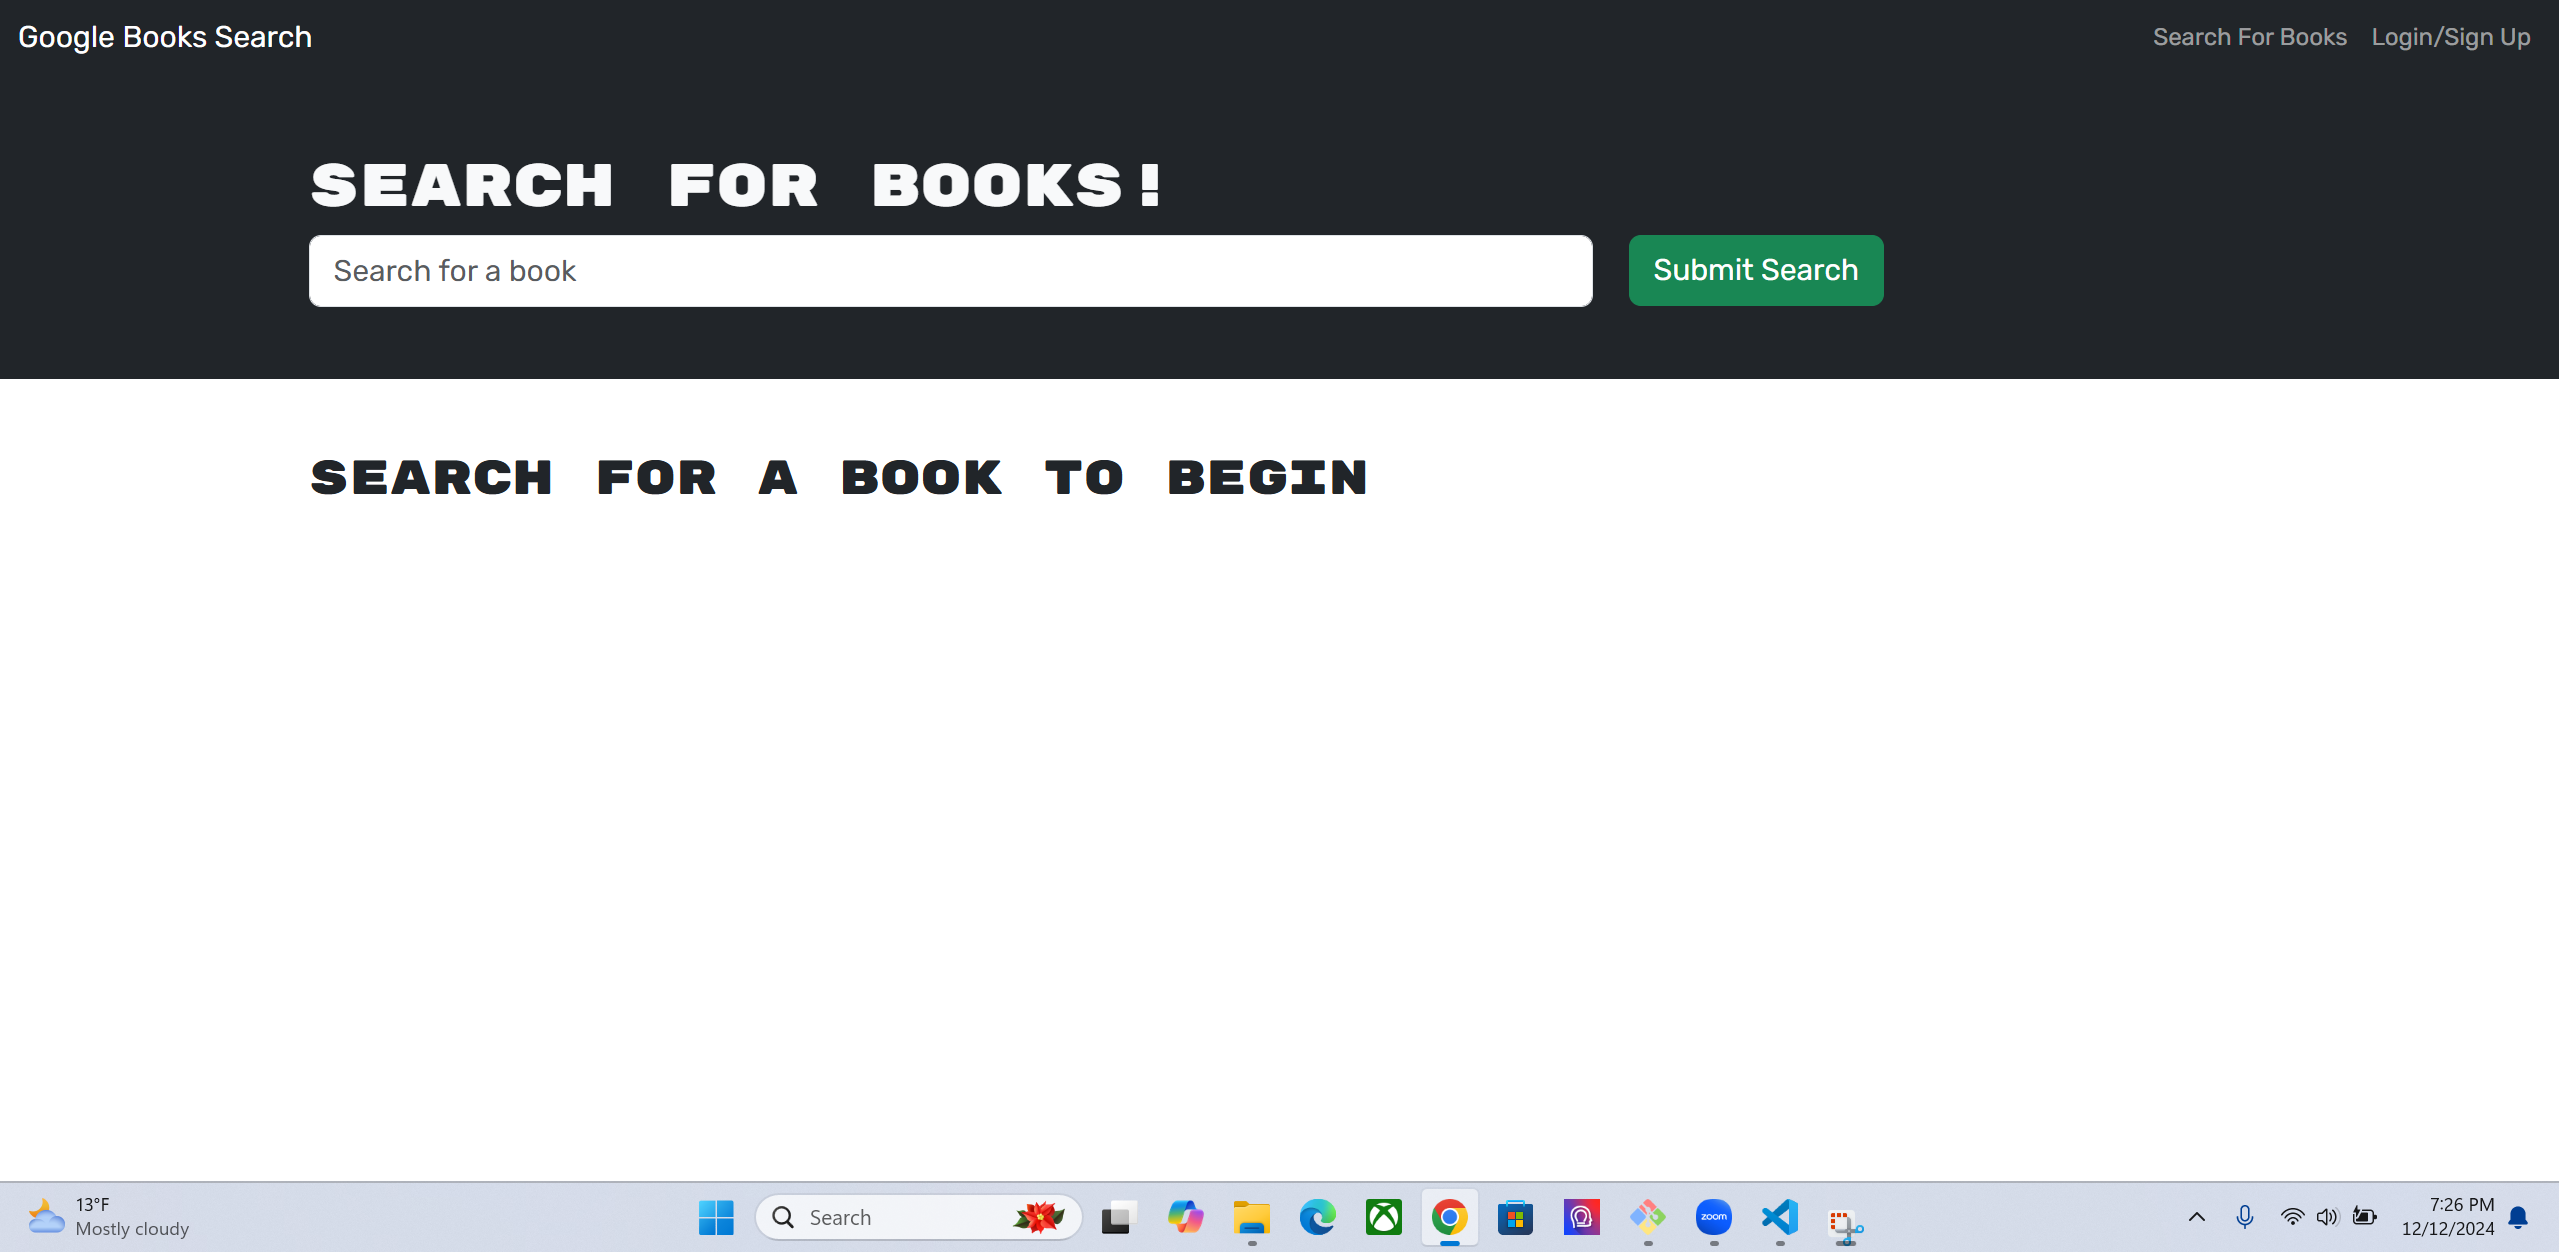 Google Books Search
Search For Books
Login/Sign Up
SEARCH FOR BOOKS!
Search for a book
Submit Search
SEARCH FOR A BOOK TO BEGIN
13°F
Mostly cloudy
Search
zoom
7:26 PM
12/12/2024